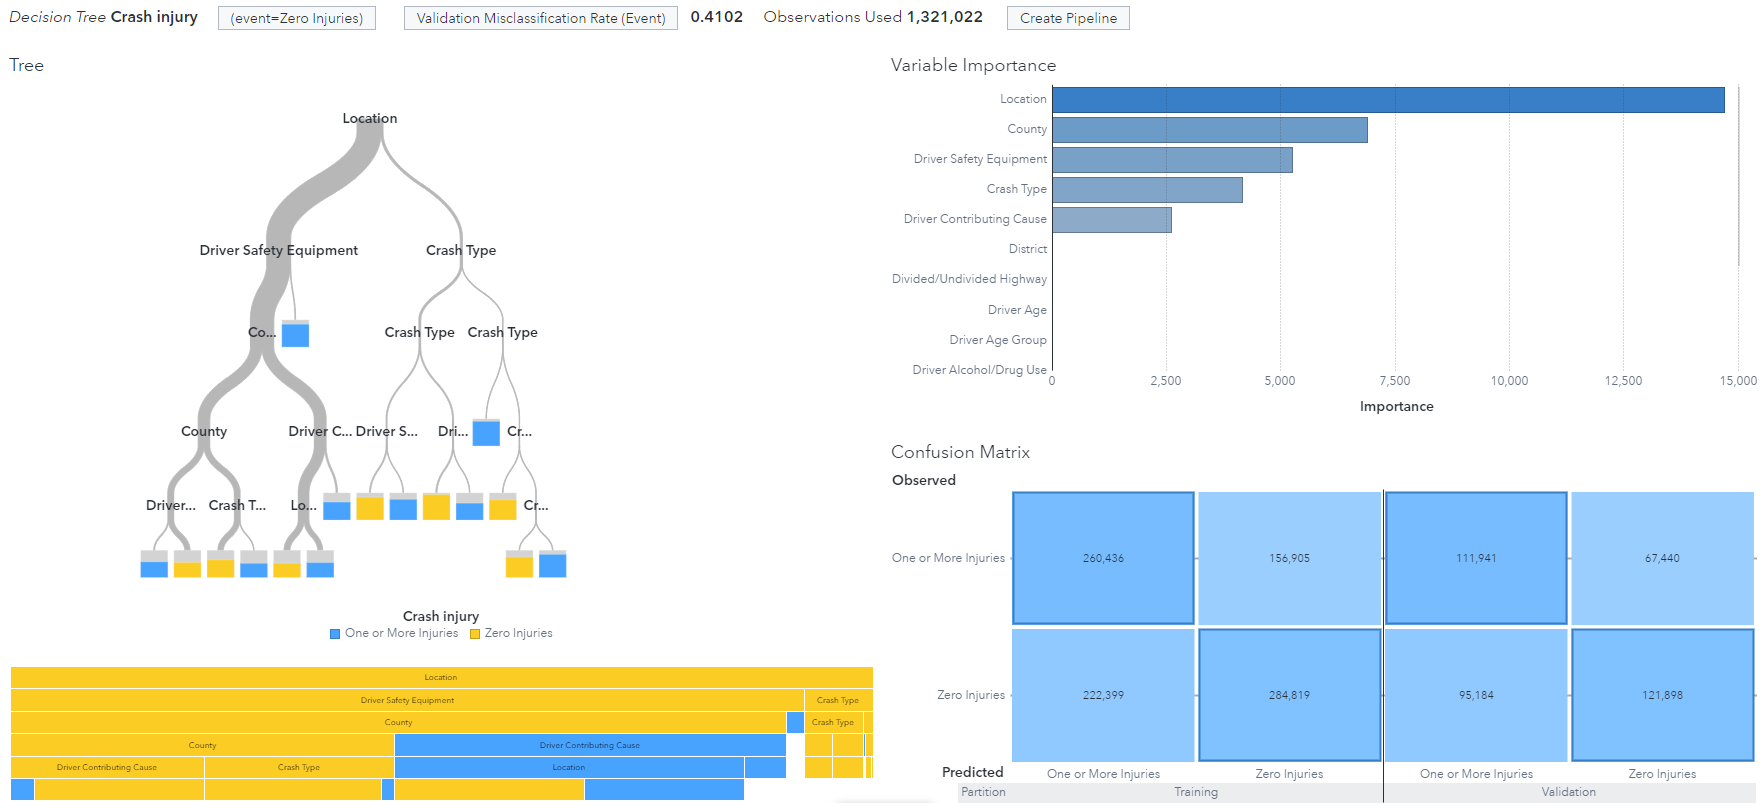 Decision Tree Crash injury (event=Zero Injuries) Validation Misclassification Rate (Event) 0.4102 Observations Used 1,321,022 Create Pipeline
Tree
Location
Driver Safety Equipment Crash Type
Co... Crash Type Crash Type
County Driver C... Driver S... Dri... Cr...
Driver... Crash T... Lo... Cr...
Crash injury
One or More Injuries Zero Injuries
Location
Driver Safety Equipment Crash Type
County Crash Type
County Driver Contributing Cause
Driver Contributing Cause Crash Type Location
Variable Importance
Location
County
Driver Safety Equipment
Crash Type
Driver Contributing Cause
District
Divided/Undivided Highway
Driver Age
Driver Age Group
Driver Alcohol/Drug Use
0 2,500 5,000 7,500 10,000 12,500 15,000
Importance
Confusion Matrix
Observed
One or More Injuries 260,436 156,905 111,941 67,440
Zero Injuries 222,399 284,819 95,184 121,898
Predicted One or More Injuries Zero Injuries One or More Injuries Zero Injuries
Partition Training Validation